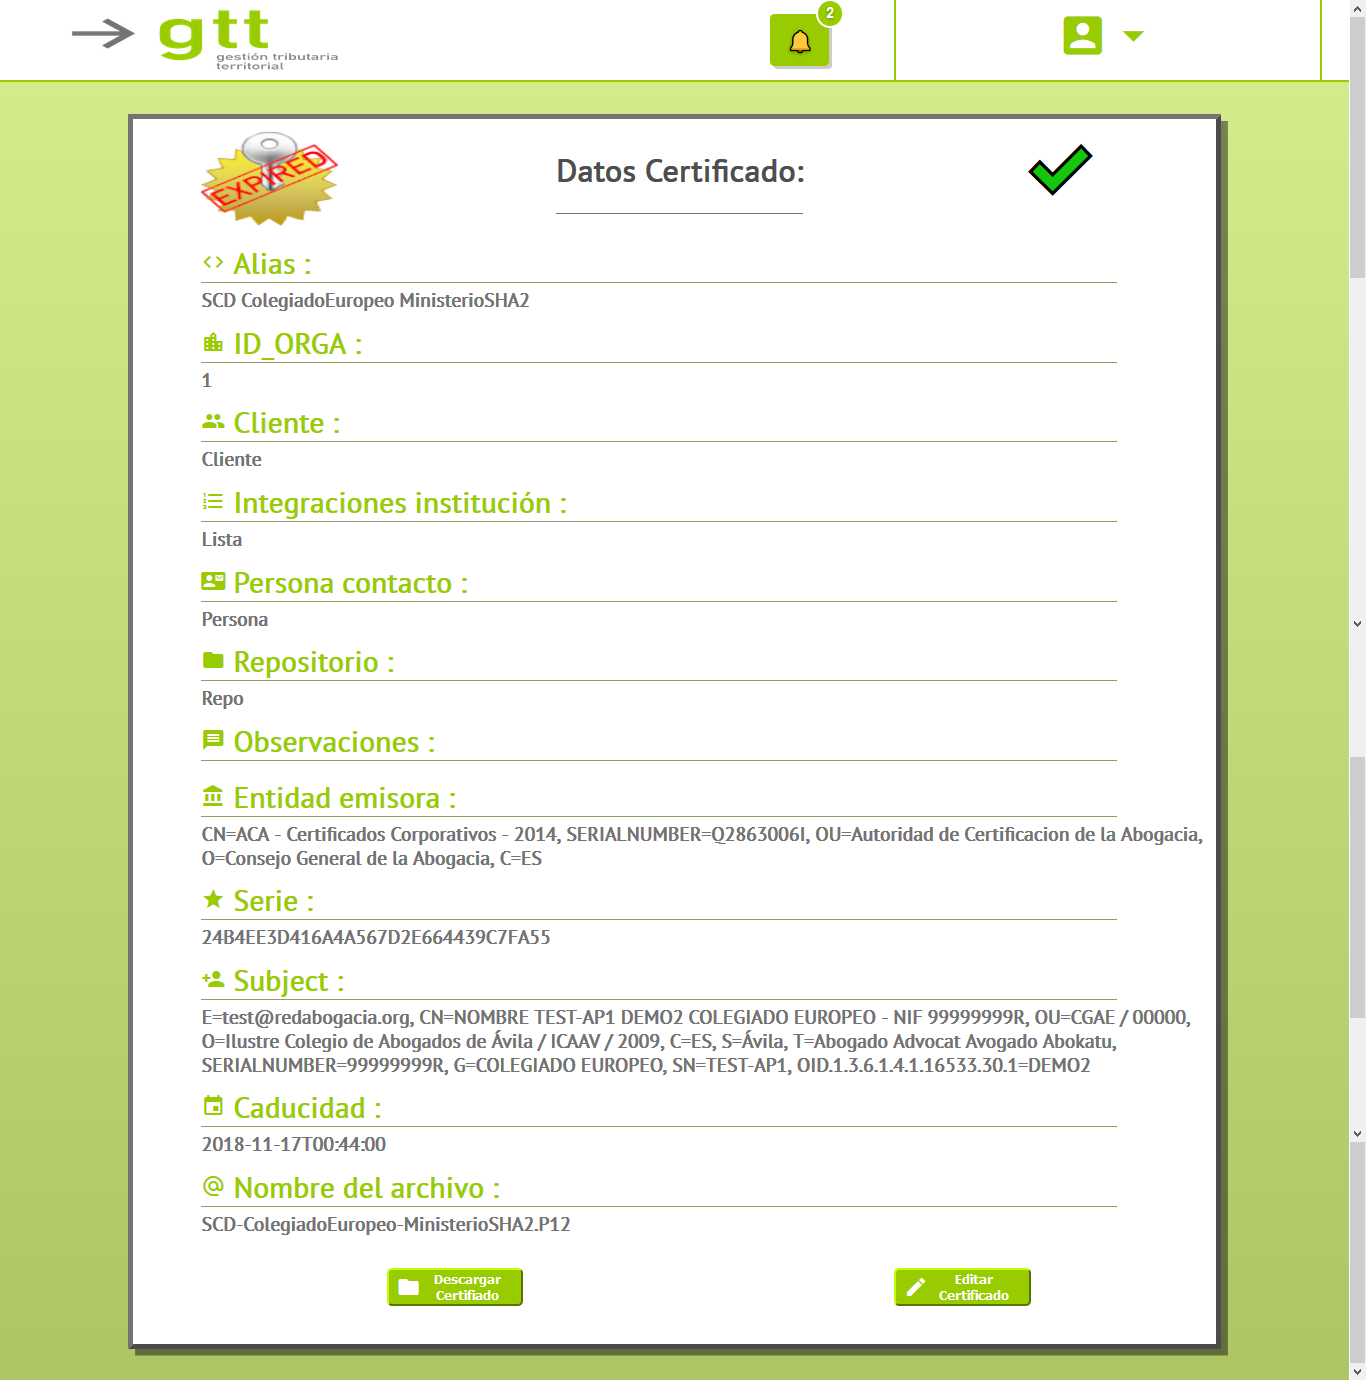 gtt
gestión tributaria
territorial
2
EXPIRED
Datos Certificado:
Alias :
SCD ColegiadoEuropeo MinisterioSHA2
ID_ORGA :
1
Cliente :
Cliente
Integraciones institución :
Lista
Persona contacto :
Persona
Repositorio :
Repo
Observaciones :
Entidad emisora :
CN=ACA - Certificados Corporativos - 2014, SERIALNUMBER=Q2863006I, OU=Autoridad de Certificacion de la Abogacia,
O=Consejo General de la Abogacia, C=ES
Serie :
24B4EE3D416A4A567D2E664439C7FA55
Subject :
E=test@redabogacia.org, CN=NOMBRE TEST-AP1 DEMO2 COLEGIADO EUROPEO - NIF 99999999R, OU=CGAE / 00000,
O=Ilustre Colegio de Abogados de Ávila / ICAAV / 2009, C=ES, S=Ávila, T=Abogado Advocat Avogado Abokatu,
SERIALNUMBER=99999999R, G=COLEGIADO EUROPEO, SN=TEST-AP1, OID.1.3.6.1.4.1.16533.30.1=DEMO2
Caducidad :
2018-11-17T00:44:00
Nombre del archivo :
SCD-ColegiadoEuropeo-MinisterioSHA2.P12
Descargar
Certifiado
Editar
Certificado